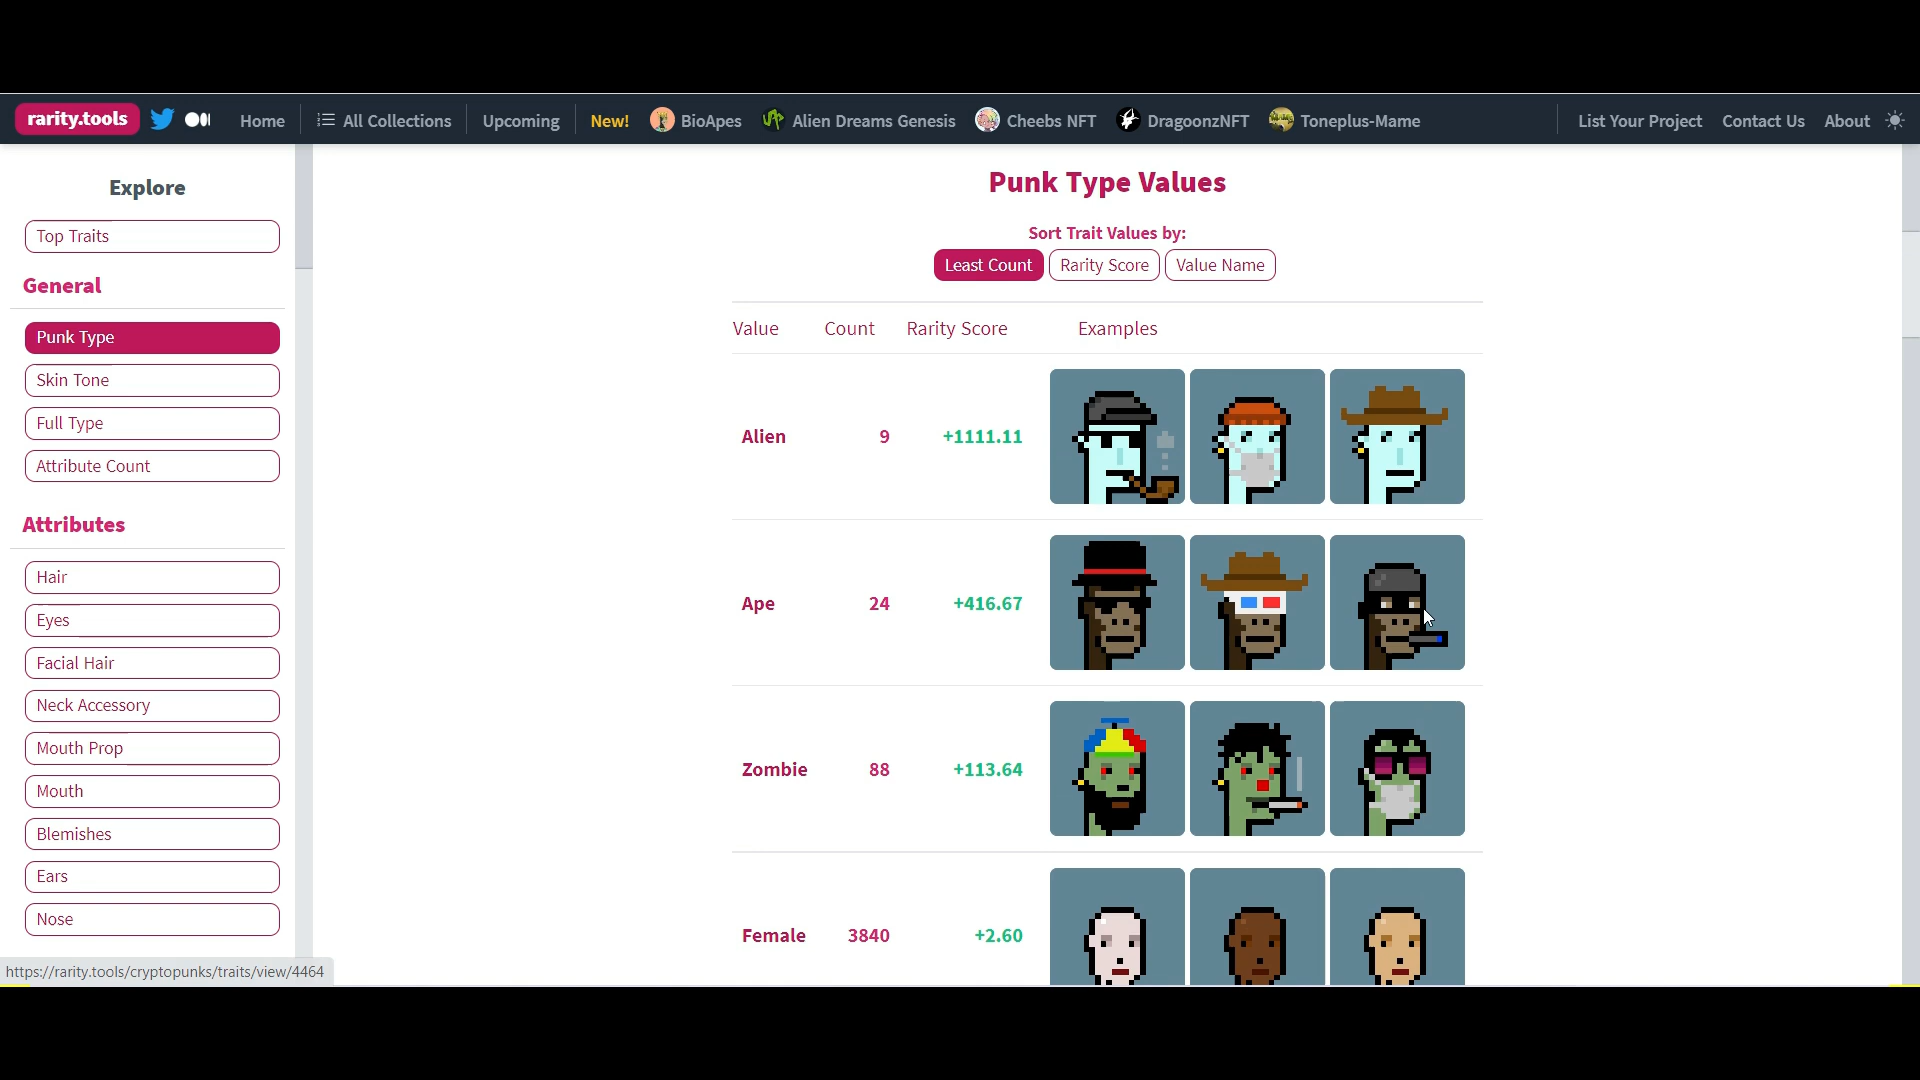 rarity.tools Home All Collections Upcoming New! BioApes Alien Dreams Genesis Cheebs NFT DragoonzNFT Toneplus-Mame List Your Project Contact Us About
Explore
Top Traits
General
Punk Type
Skin Tone
Full Type
Attribute Count
Attributes
Hair
Eyes
Facial Hair
Neck Accessory
Mouth Prop
Mouth
Blemishes
Ears
Nose
https://rarity.tools/cryptopunks/traits/view/4464
Punk Type Values
Sort Trait Values by:
Least Count Rarity Score Value Name
Value Count Rarity Score Examples
Alien 9 +1111.11
Ape 24 +416.67
Zombie 88 +113.64
Female 3840 +2.60